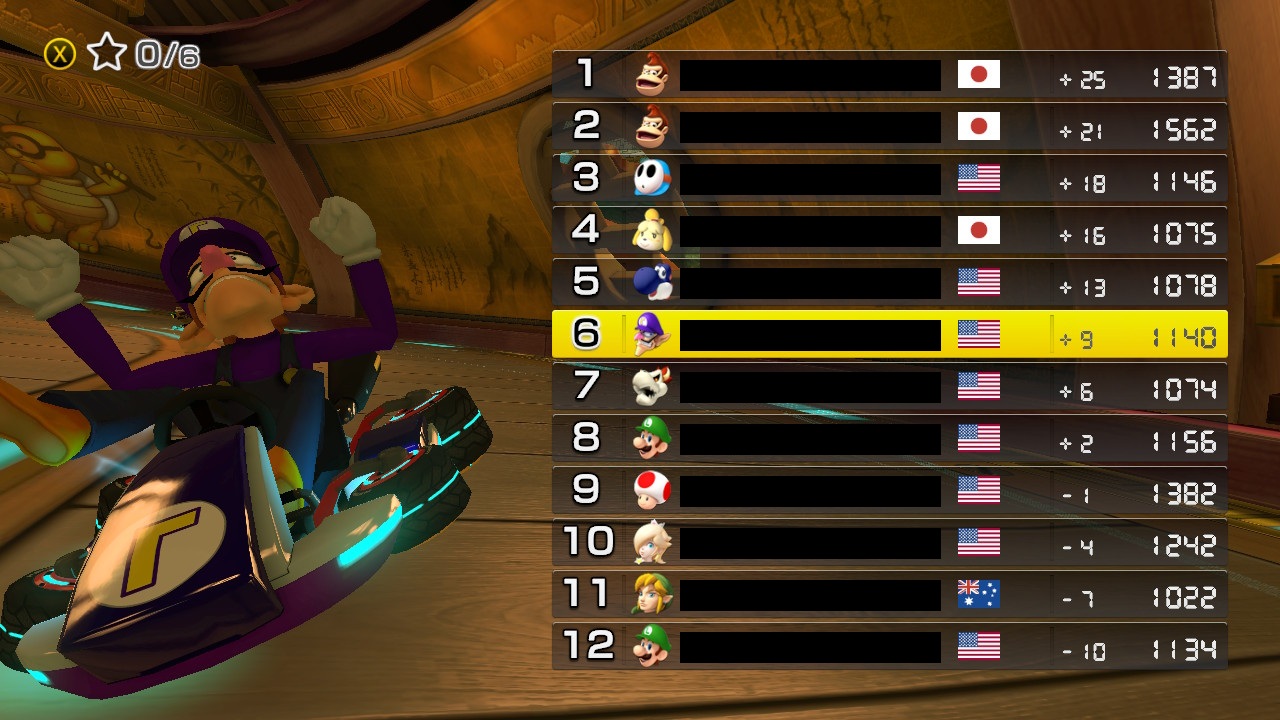 X 0/6
1 + 25 1387
2 + 21 1562
3 + 18 1146
4 + 16 1075
5 + 13 1078
6 + 9 1140
7 + 6 1074
8 + 2 1156
9 - 1 1382
10 - 4 1242
11 - 7 1022
12 - 10 1134